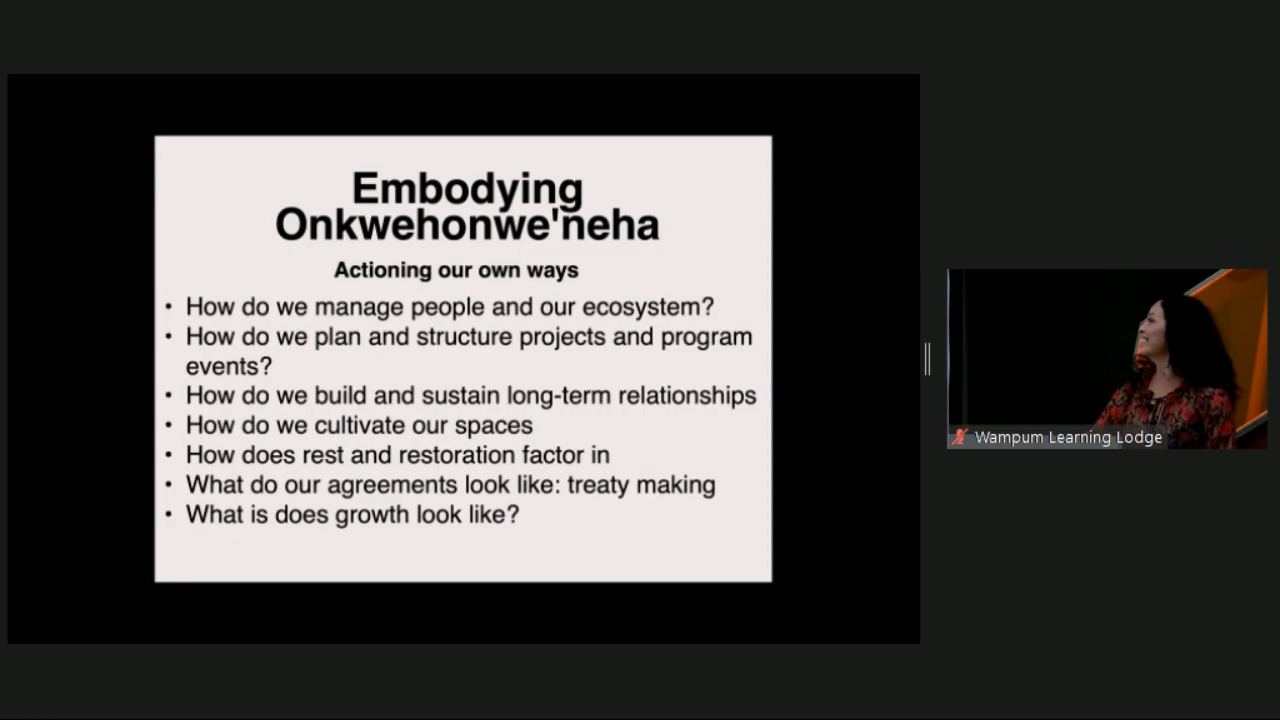 Embodying
Onkwehonwe'neha
Actioning our own ways
• How do we manage people and our ecosystem?
• How do we plan and structure projects and program
events?
• How do we build and sustain long-term relationships
• How do we cultivate our spaces
• How does rest and restoration factor in
• What do our agreements look like: treaty making
• What is does growth look like?
Wampum Learning Lodge